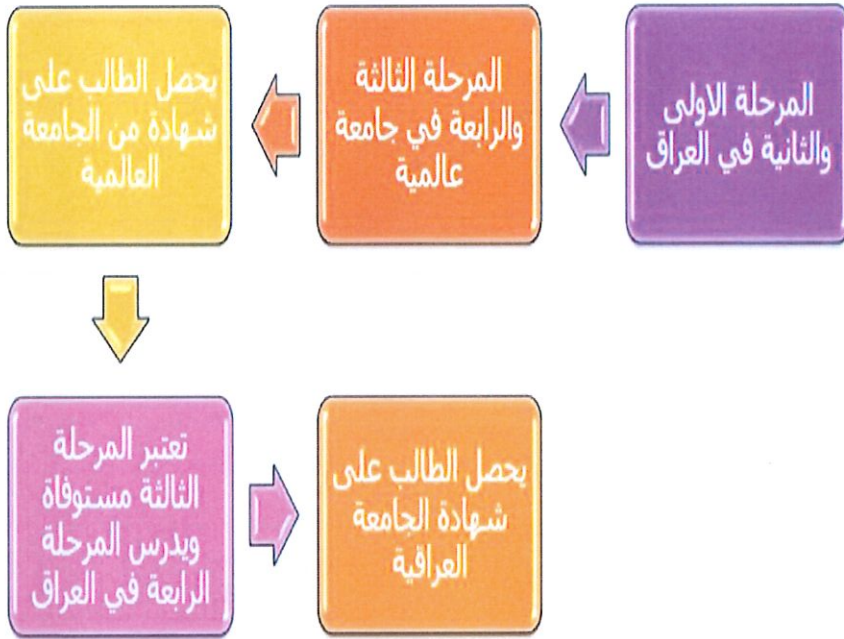 المرحلة الاولى
والثانية في العراق
المرحلة الثالثة
والرابعة في جامعة
عالمية
يحصل الطالب على
شهادة من الجامعة
العالمية
تعتبر المرحلة
الثالثة مستوفاة
ويدرس المرحلة
الرابعة في العراق
يحصل الطالب على
شهادة الجامعة
العراقية